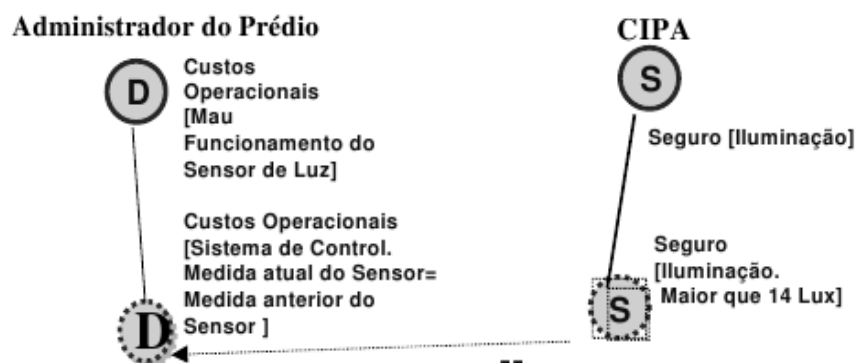 Administrador do Prédio
D
Custos
Operacionais
[Mau
Funcionamento do
Sensor de Luz]
Custos Operacionais
[Sistema de Control.
Medida atual do Sensor=
Medida anterior do
Sensor ]
D
CIPA
S
Seguro [Iluminação]
Seguro
[Iluminação.
Maior que 14 Lux]
S
--